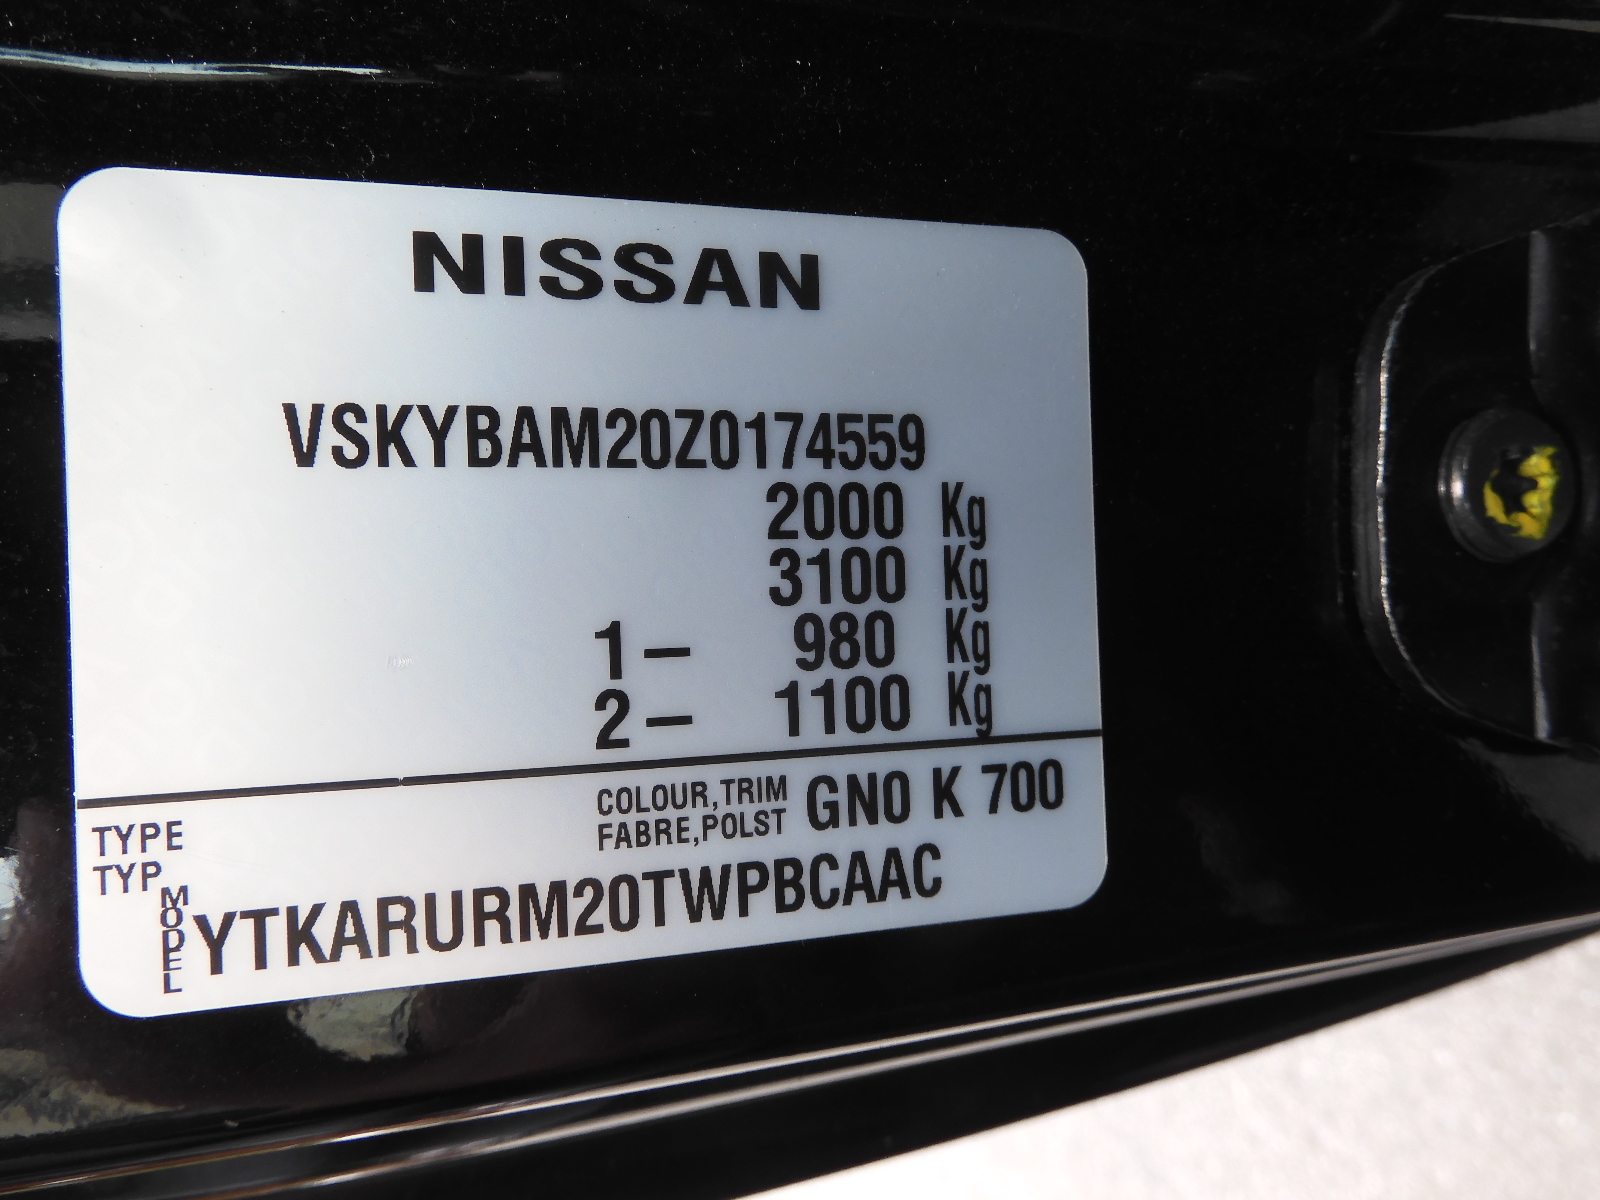 NISSAN
VSKYBAM20Z0174559
2000 Kg
3100 Kg
1- 980 Kg
2- 1100 Kg
TYPE
TYP
COLOUR,TRIM
FABRE,POLST
GN0 K 700
MODEL
YTKARURM20TWPBCAAC